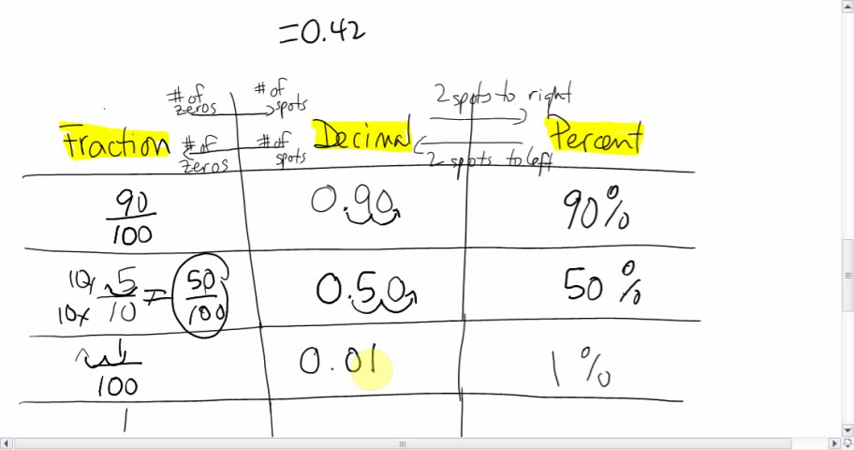 =0.42
# of zeros # of spots 2 spots to right
Fraction Decimal Percent
# of zeros # of spots 2 spots to left
90/100 0.90 90%
10x 5/10 10x = 50/100 0.50 50%
1/100 0.01 1%
1